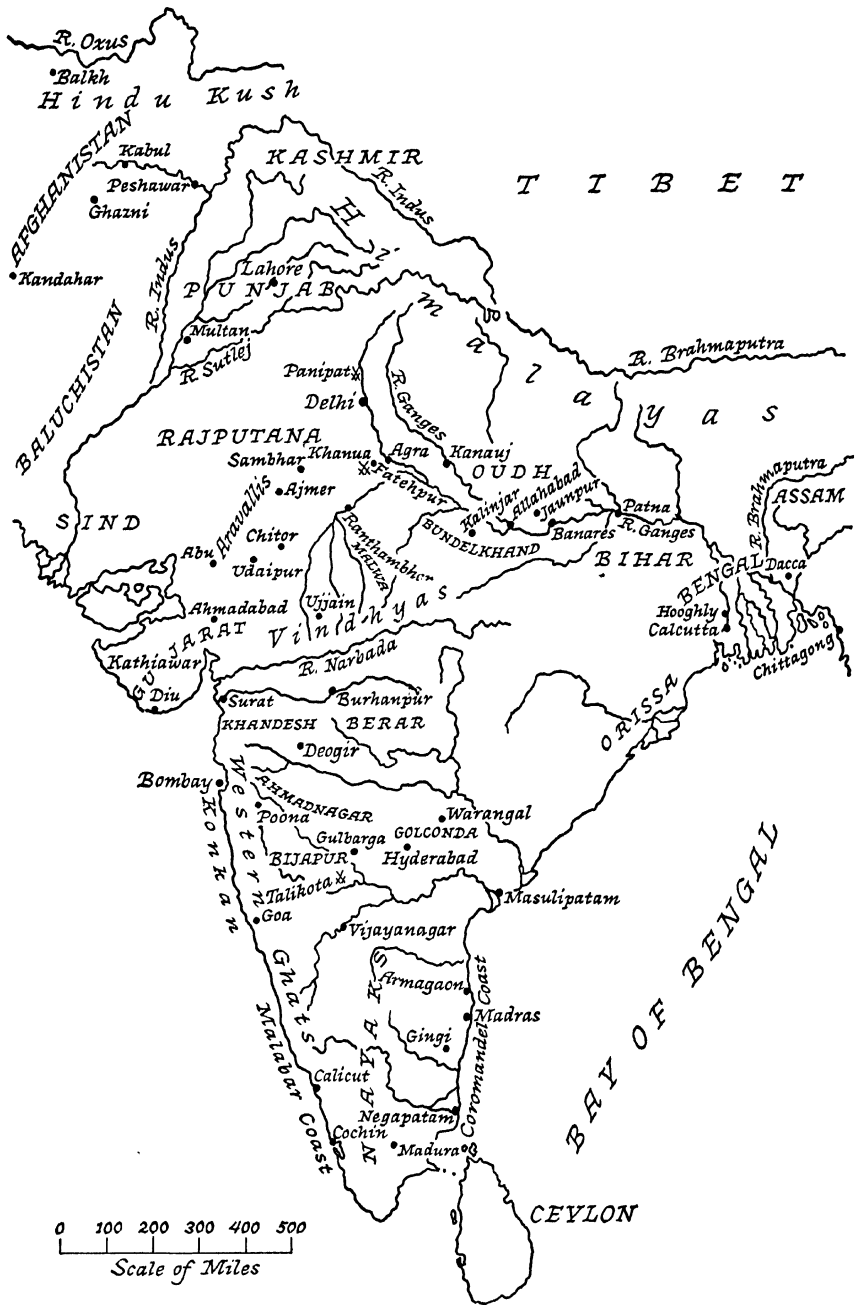 R. Oxus
Balkh
Hindu Kush
AFGHANISTAN
Kabul
Peshawar
Ghazni
Kandahar
KASHMIR
R. Indus
TIBET
Himalayas
R. Indus
Lahore
PUNJAB
Multan
R. Sutlej
BALUCHISTAN
Panipat
Delhi
R. Ganges
R. Brahmaputra
RAJPUTANA
Sambhar
Khanua
Agra
Kanauj
Fatehpur
OUDH
Ajmer
Aravallis
Kalinjar
Allahabad
Jaunpur
Patna
R. Brahmaputra
ASSAM
SIND
Chitor
Ranthambhor
BUNDELKHAND
Banares
R. Ganges
Abu
Udaipur
MALWA
BIHAR
BENGAL
Dacca
Ahmadabad
Ujjain
Vindhyas
Hooghly
Calcutta
Chittagong
GUJARAT
Kathiawar
R. Narbada
Diu
Surat
Burhanpur
ORISSA
KHANDESH
BERAR
Deogir
Bombay
Western Ghats
AHMADNAGAR
Poona
Warangal
Konkan
Gulbarga
GOLCONDA
BIJAPUR
Hyderabad
Talikota
Masulipatam
Goa
Vijayanagar
BAY OF BENGAL
NAYAKS
Armagaon
Coromandel Coast
Madras
Gingi
Malabar Coast
Calicut
Negapatam
Cochin
Madura
CEYLON
0 100 200 300 400 500
Scale of Miles